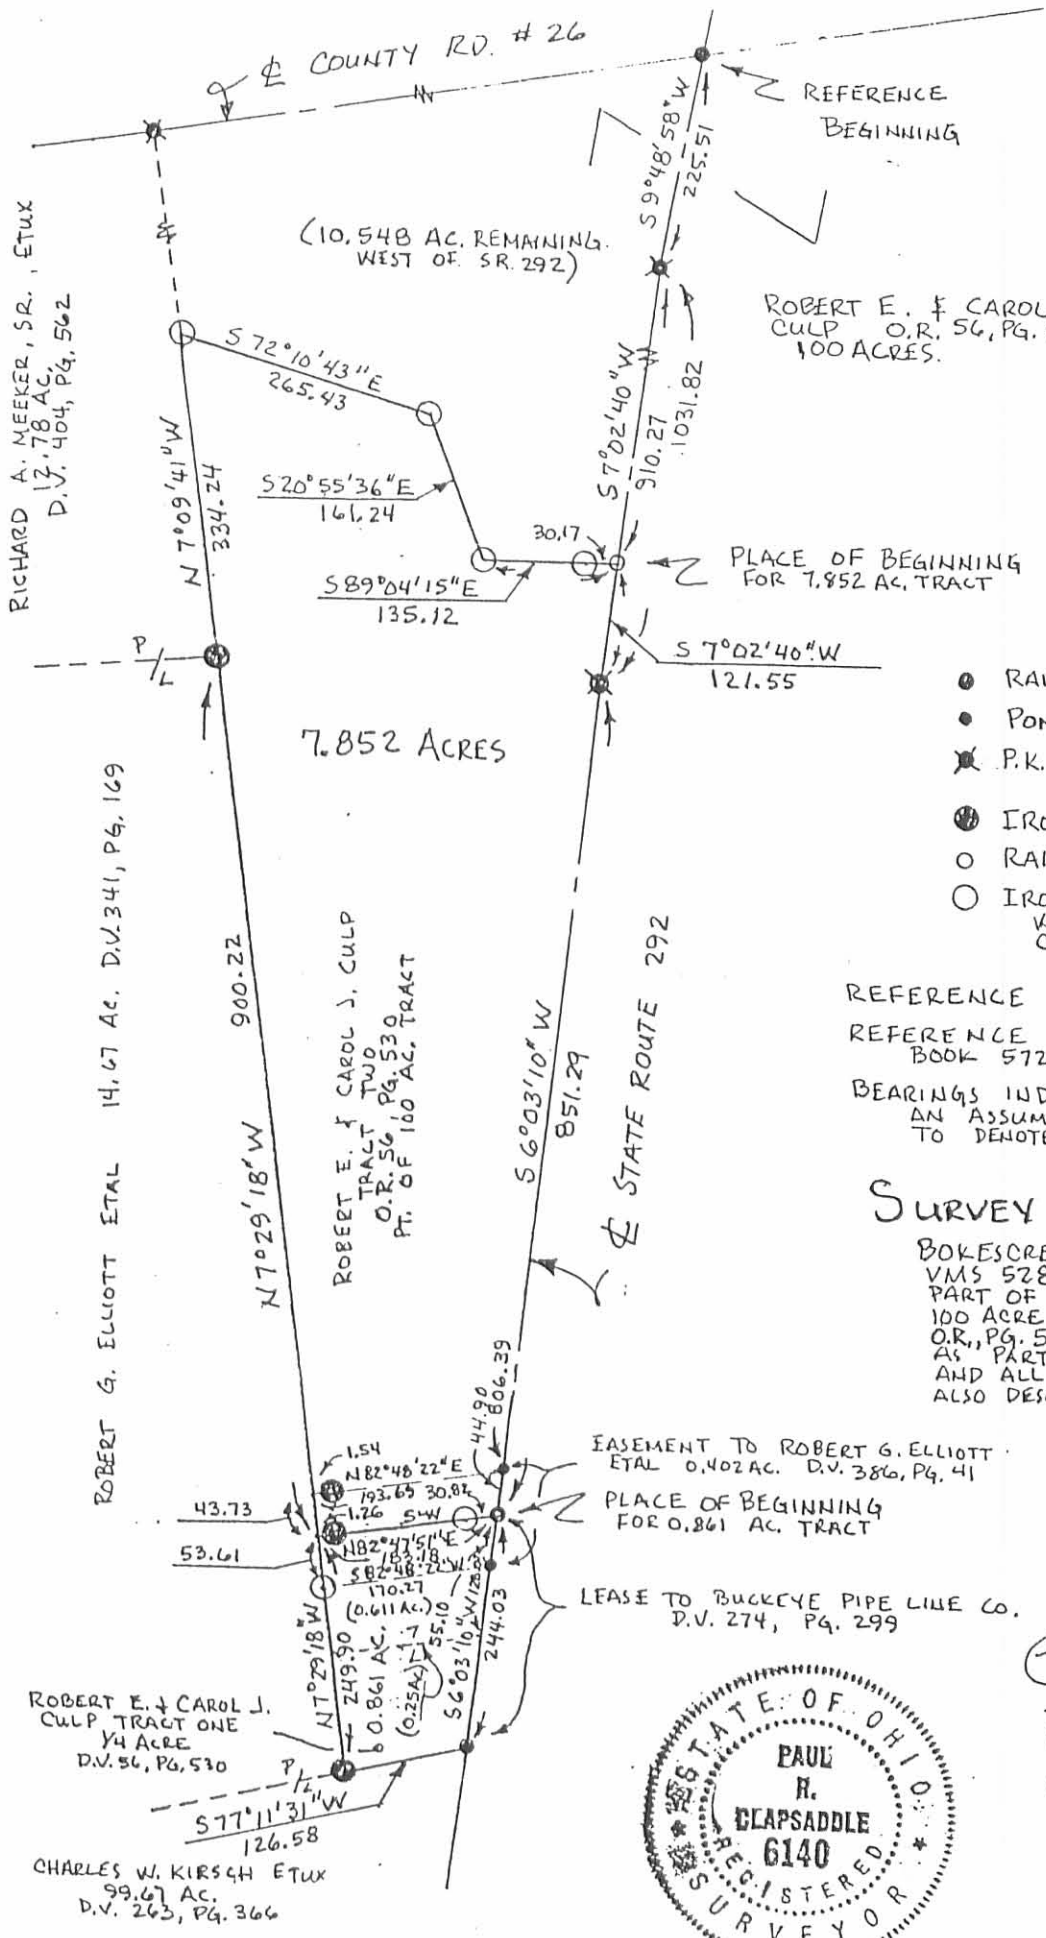 ℄ COUNTY RD. # 26
REFERENCE
BEGINNING
S 9°48'58" W
225.51
(10.548 AC. REMAINING.
WEST OF SR. 292)
RICHARD A. MEEKER, SR., ETUX
12.78 AC.
D.V. 404, PG. 562
ROBERT E. & CAROL
CULP O.R. 56, PG.
100 ACRES.
S 72°10'43" E
265.43
S 7°02'40" W
910.27
1031.82
N 7°09'41" W
334.24
S 20°55'36" E
161.24
30.17
PLACE OF BEGINNING
FOR 7.852 AC. TRACT
S 89°04'15" E
135.12
S 7°02'40" W
121.55
P/L
7.852 ACRES
P.K.
ROBERT G. ELLIOTT ETAL 14.67 AC. D.V. 341, PG. 169
900.22
N 7°29'18" W
ROBERT E. & CAROL J. CULP
TRACT TWO
O.R. 56, PG. 530
PT. OF 100 AC. TRACT
S 6°03'10" W
851.29
℄ STATE ROUTE 292
REFERENCE
REFERENCE
BOOK 572
BEARINGS
TO
SURVEY
VMS 528
PART OF
100 ACRE
O.R., PG. 5
AS PART
AND ALL
ALSO
44.90
806.39
EASEMENT TO ROBERT G. ELLIOTT
ETAL 0.402 AC. D.V. 386, PG. 41
1.54
N 82°48'22" E
193.65 30.82
43.73
1.26
PLACE OF BEGINNING
FOR 0.861 AC. TRACT
N 82°47'51" E
53.61
S 82°48'22" W
170.27
(0.611 AC.)
55.10
LEASE TO BUCKEYE PIPE LINE CO.
D.V. 274, PG. 299
N 7°29'18" W
249.90
0.861 AC.
(0.25 AC.)
S 6°03'10" W
244.03
ROBERT E. & CAROL J.
CULP TRACT ONE
1/4 ACRE
D.V. 56, PG. 530
P/L
S 77°11'31" W
126.58
CHARLES W. KIRSCH ETUX
99.67 AC.
D.V. 263, PG. 366
STATE OF OHIO
PAUL
R.
CLAPSADDLE
6140
REGISTERED
SURVEYOR